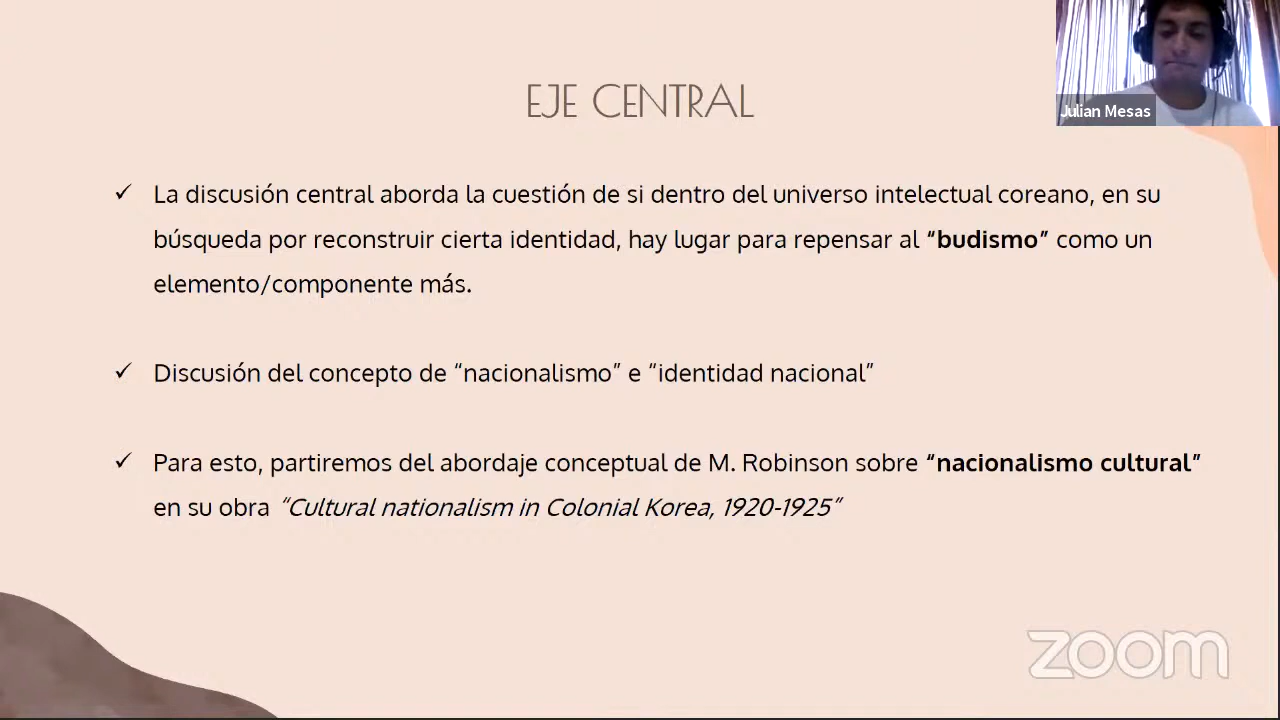 EJE CENTRAL
Julian Mesas
✓ La discusión central aborda la cuestión de si dentro del universo intelectual coreano, en su
búsqueda por reconstruir cierta identidad, hay lugar para repensar al “budismo” como un
elemento/componente más.
✓ Discusión del concepto de “nacionalismo” e “identidad nacional”
✓ Para esto, partiremos del abordaje conceptual de M. Robinson sobre “nacionalismo cultural”
en su obra “Cultural nationalism in Colonial Korea, 1920-1925”
zoom